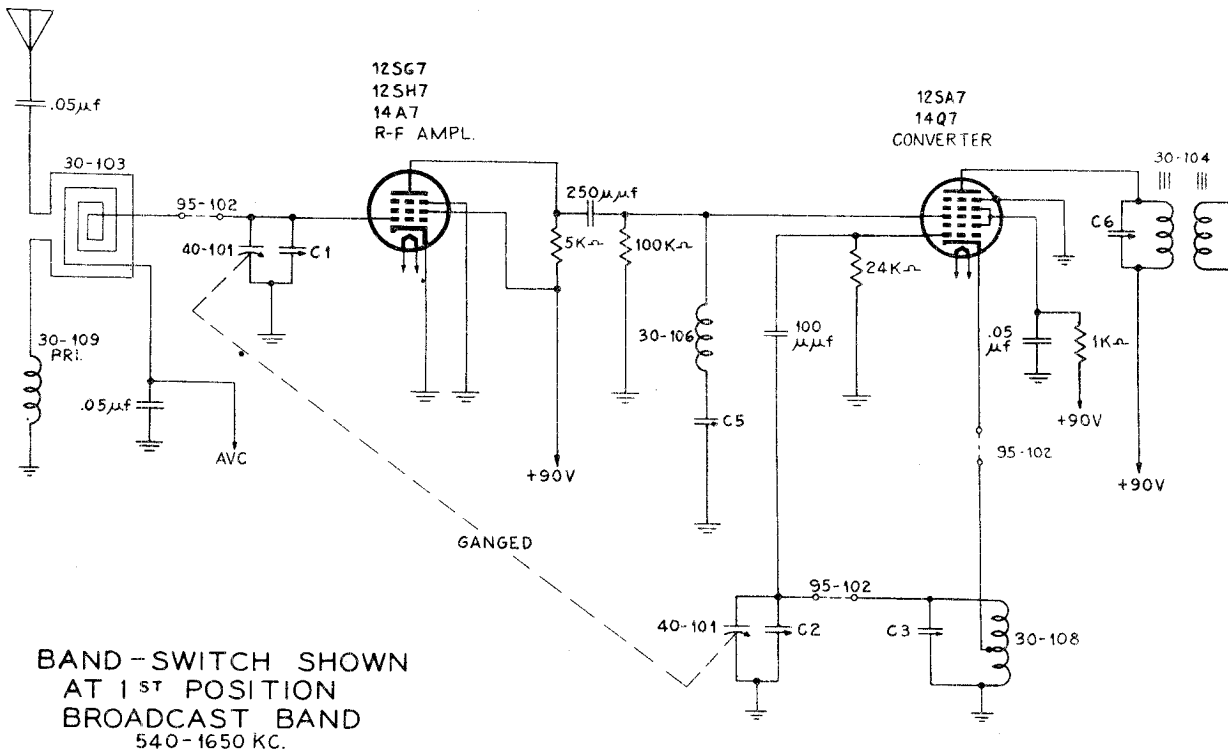 12SG7
12SH7
14A7
R-F AMPL.
12SA7
14Q7
CONVERTER
.05μf
30-103
95-102
40-101
C1
250μμf
5KΩ
100KΩ
24KΩ
30-104
C6
30-109
PRI.
.05μf
AVC
30-106
C5
100
μμf
.05
μf
1KΩ
+90V
+90V
+90V
95-102
GANGED
95-102
40-101
C2
C3
30-108
BAND-SWITCH SHOWN
AT 1ST POSITION
BROADCAST BAND
540-1650 KC.